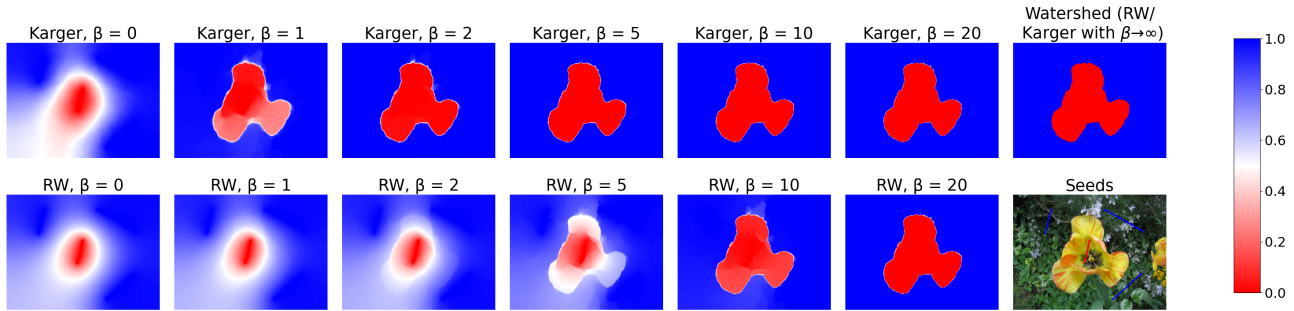 Karger, β = 0
Karger, β = 1
Karger, β = 2
Karger, β = 5
Karger, β = 10
Karger, β = 20
Watershed (RW/
Karger with β→∞)
RW, β = 0
RW, β = 1
RW, β = 2
RW, β = 5
RW, β = 10
RW, β = 20
Seeds
1.0
0.8
0.6
0.4
0.2
0.0